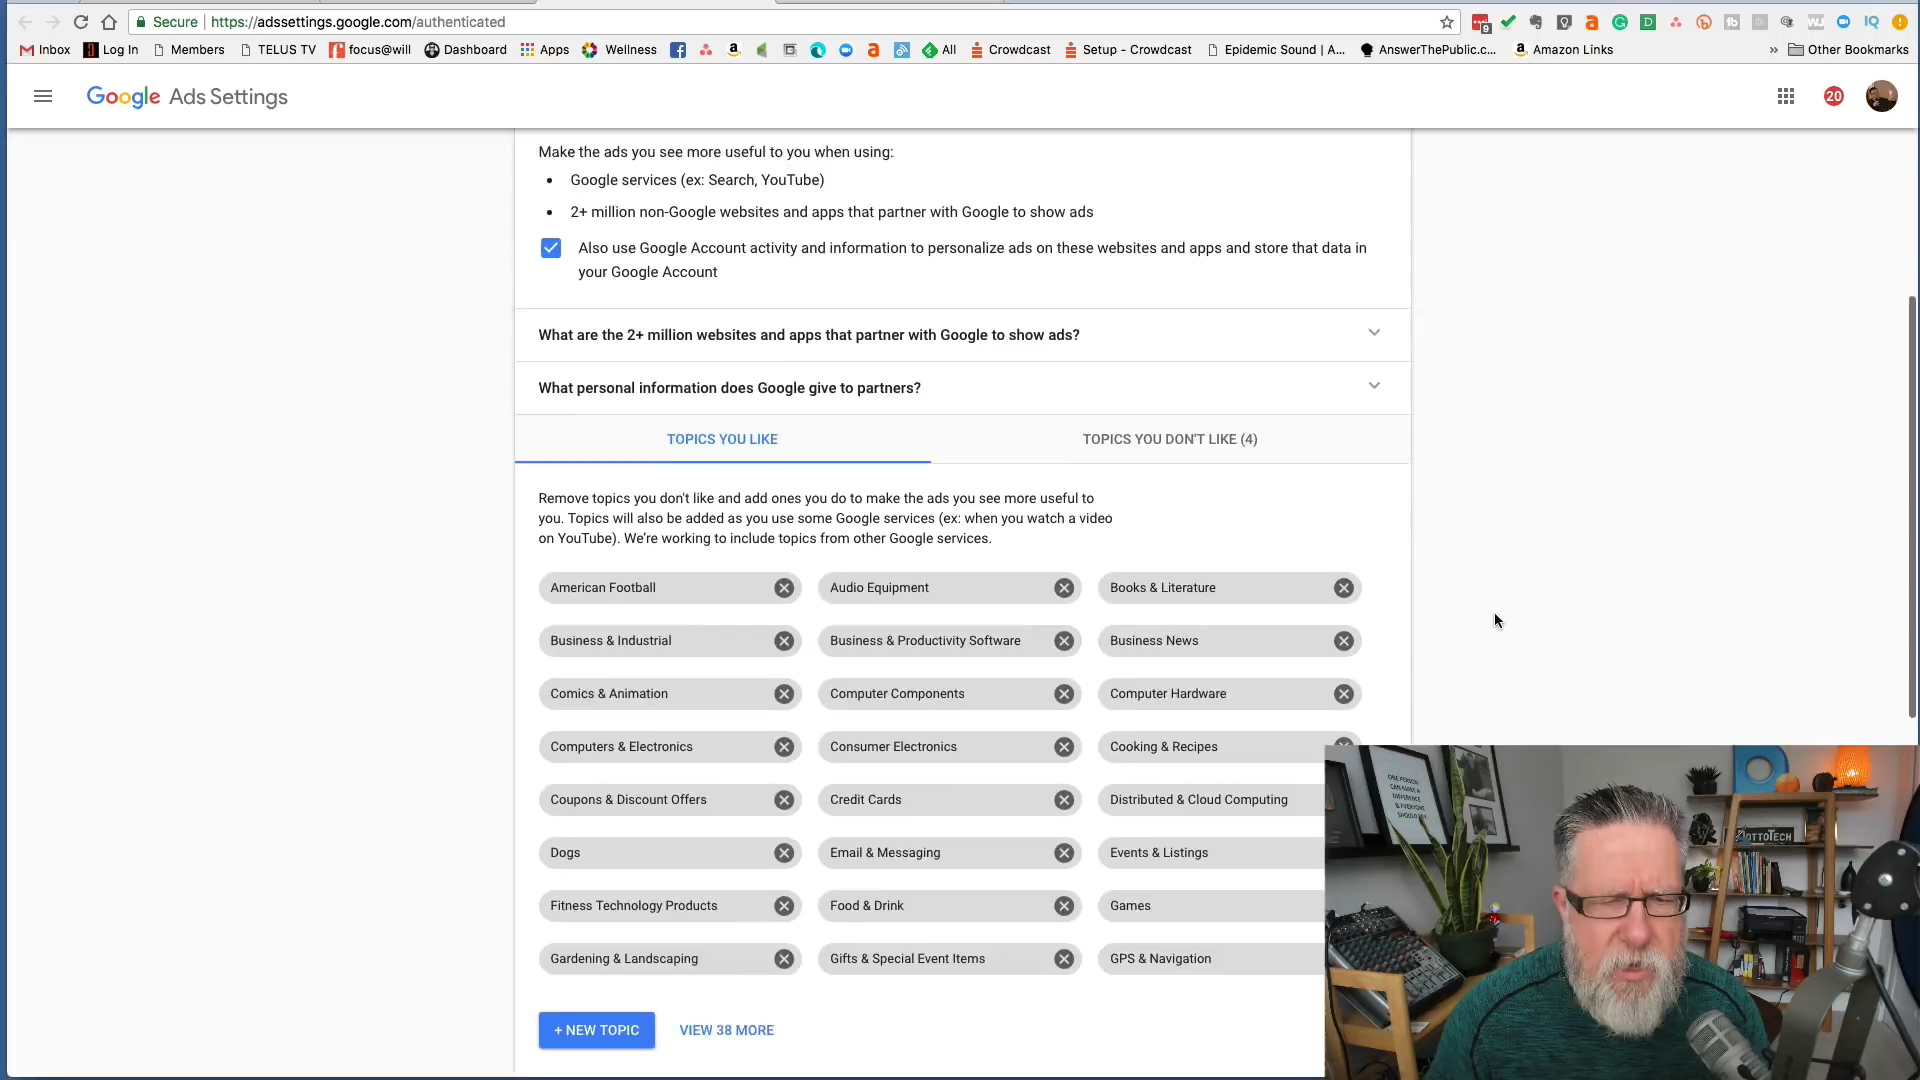 Secure https://adssettings.google.com/authenticated
Inbox Log In Members TELUS TV focus@will Dashboard Apps Wellness All Crowdcast Setup - Crowdcast Epidemic Sound | A... AnswerThePublic.c... Amazon Links » Other Bookmarks
Google Ads Settings 20
Make the ads you see more useful to you when using:
• Google services (ex: Search, YouTube)
• 2+ million non-Google websites and apps that partner with Google to show ads
Also use Google Account activity and information to personalize ads on these websites and apps and store that data in
your Google Account
What are the 2+ million websites and apps that partner with Google to show ads?
What personal information does Google give to partners?
TOPICS YOU LIKE TOPICS YOU DON'T LIKE (4)
Remove topics you don't like and add ones you do to make the ads you see more useful to
you. Topics will also be added as you use some Google services (ex: when you watch a video
on YouTube). We're working to include topics from other Google services.
American Football Audio Equipment Books & Literature
Business & Industrial Business & Productivity Software Business News
Comics & Animation Computer Components Computer Hardware
Computers & Electronics Consumer Electronics Cooking & Recipes
Coupons & Discount Offers Credit Cards Distributed & Cloud Computing
Dogs Email & Messaging Events & Listings
Fitness Technology Products Food & Drink Games
Gardening & Landscaping Gifts & Special Event Items GPS & Navigation
+ NEW TOPIC VIEW 38 MORE
ONE PERSON
CAN MAKE A
DIFFERENCE
& EVERYONE
SHOULD
DOTTOTECH